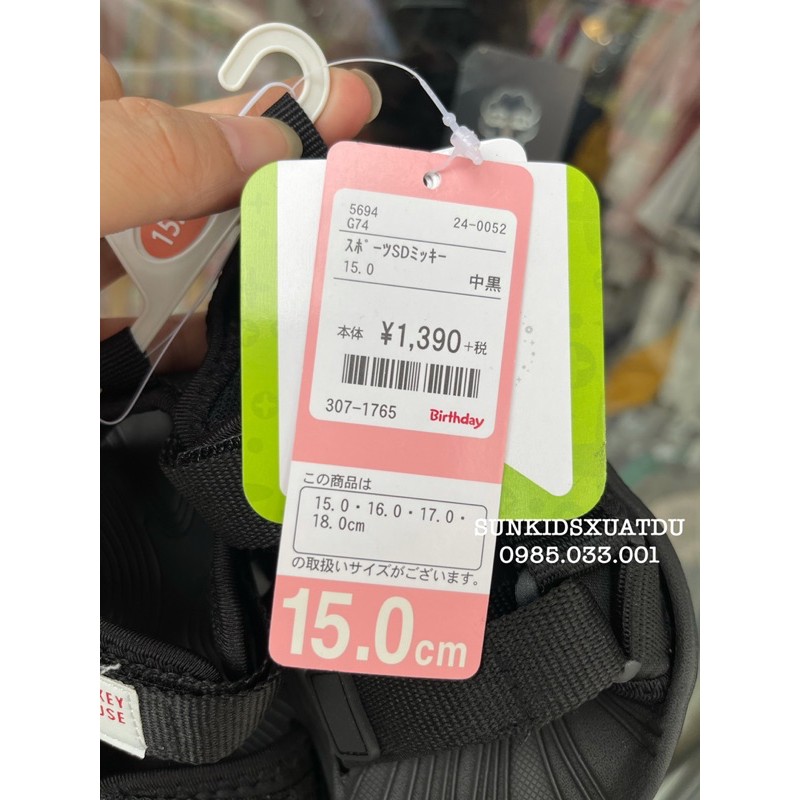 5694
G74
24-0052
スポーツSDミッキー
15.0
中黒
本体 ¥1,390+税
307-1765
Birthday
この商品は
15.0・16.0・17.0・
18.0cm
の取扱いサイズがございます。
15.0cm
15
SUNKIDSXUATDU
0985.033.001
KEY
USE